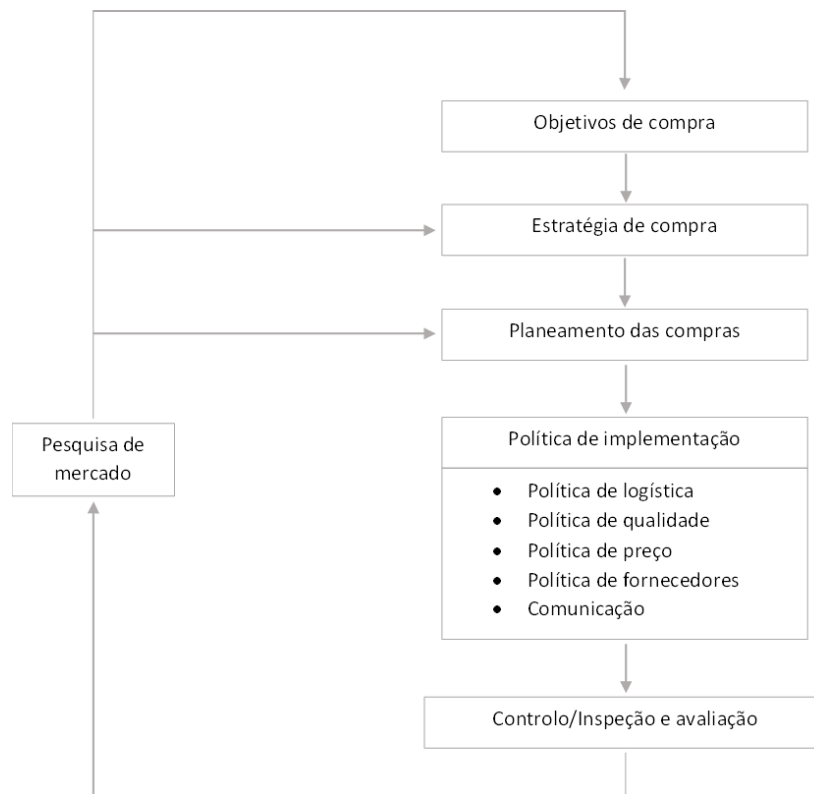 Objetivos de compra
Estratégia de compra
Planeamento das compras
Pesquisa de
mercado
Política de implementação
• Política de logística
• Política de qualidade
• Política de preço
• Política de fornecedores
• Comunicação
Controlo/Inspeção e avaliação